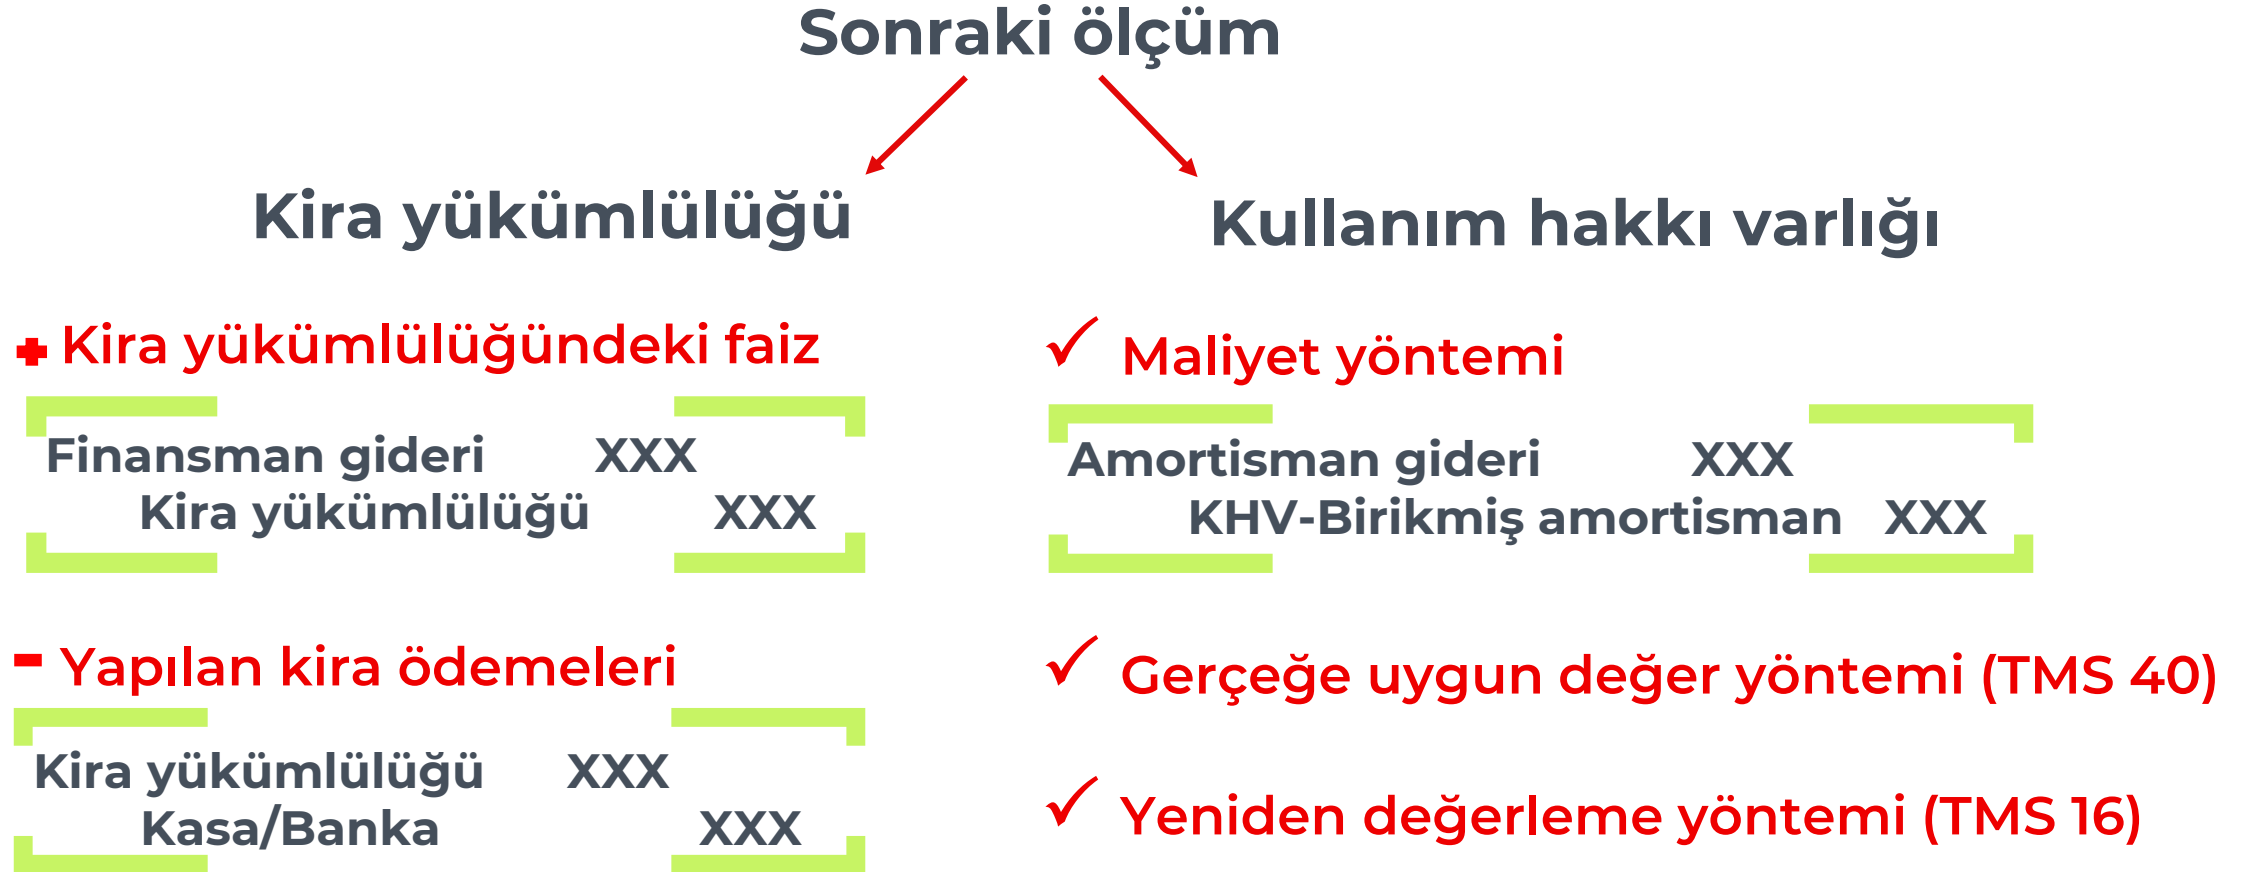 Sonraki ölçüm
Kira yükümlülüğü
+ Kira yükümlülüğündeki faiz
Finansman gideri XXX
Kira yükümlülüğü XXX
- Yapılan kira ödemeleri
Kira yükümlülüğü XXX
Kasa/Banka XXX
Kullanım hakkı varlığı
✓ Maliyet yöntemi
Amortisman gideri XXX
KHV-Birikmiş amortisman XXX
✓ Gerçeğe uygun değer yöntemi (TMS 40)
✓ Yeniden değerleme yöntemi (TMS 16)